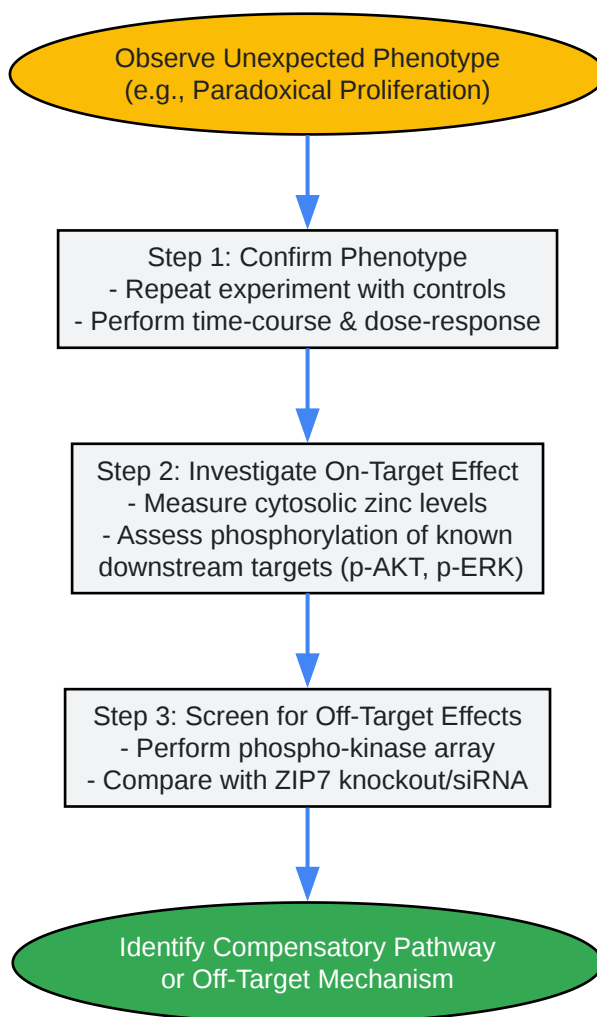 Observe Unexpected Phenotype
(e.g., Paradoxical Proliferation)
Step 1: Confirm Phenotype
- Repeat experiment with controls
- Perform time-course & dose-response
Step 2: Investigate On-Target Effect
- Measure cytosolic zinc levels
- Assess phosphorylation of known
downstream targets (p-AKT, p-ERK)
Step 3: Screen for Off-Target Effects
- Perform phospho-kinase array
- Compare with ZIP7 knockout/siRNA
Identify Compensatory Pathway
or Off-Target Mechanism